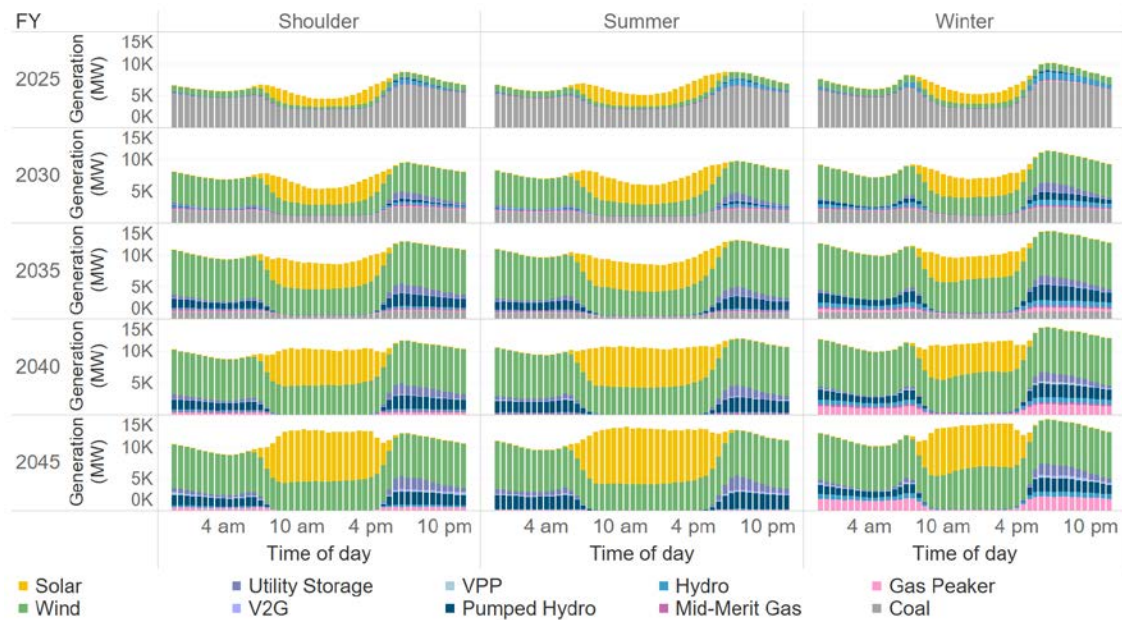 FY Shoulder Summer Winter
2025 Generation (MW) 15K 10K 5K 0K
2030 Generation (MW) 10K 5K
2035 Generation (MW) 15K 10K 5K 0K
2040 Generation (MW) 15K 10K 5K
2045 Generation (MW) 15K 10K 5K 0K
4 am 10 am 4 pm 10 pm 4 am 10 am 4 pm 10 pm 4 am 10 am 4 pm 10 pm
Time of day Time of day Time of day
Solar Utility Storage VPP Hydro Gas Peaker
Wind V2G Pumped Hydro Mid-Merit Gas Coal